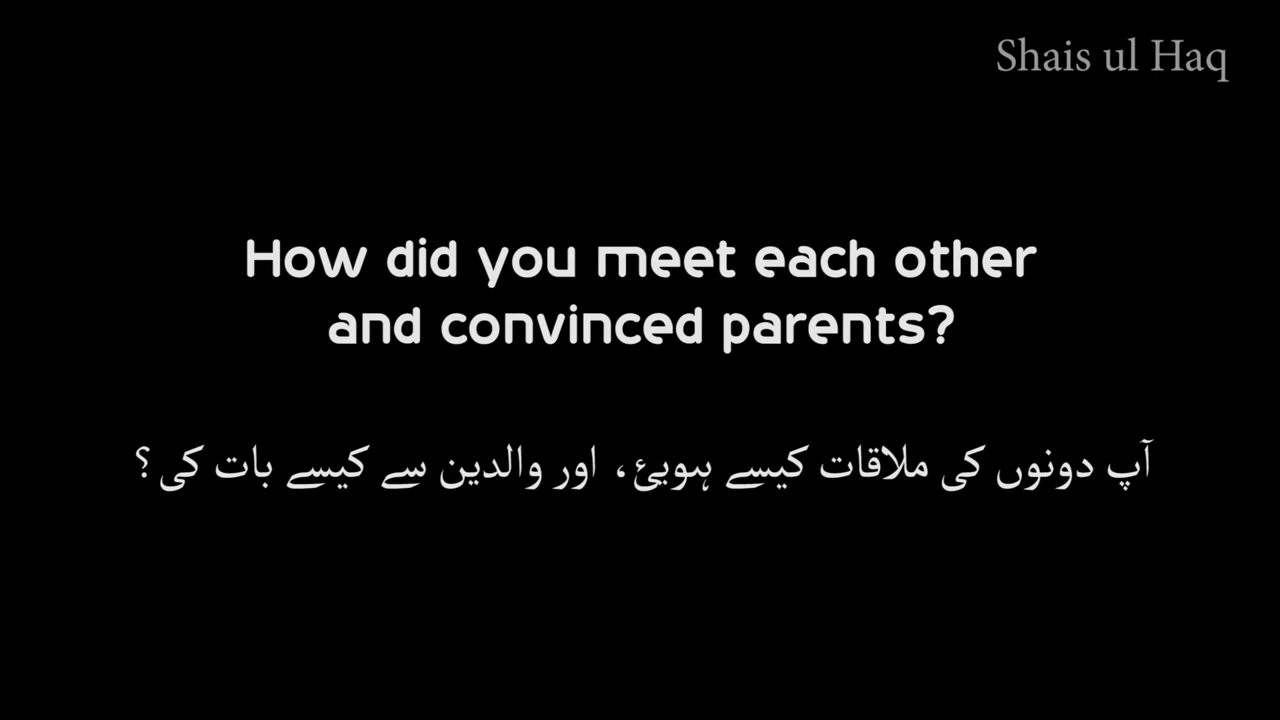 Shais ul Haq
How did you meet each other
and convinced parents?
آپ دونوں کی ملاقات کیسے ہویئ، اور والدین سے کیسے بات کی؟